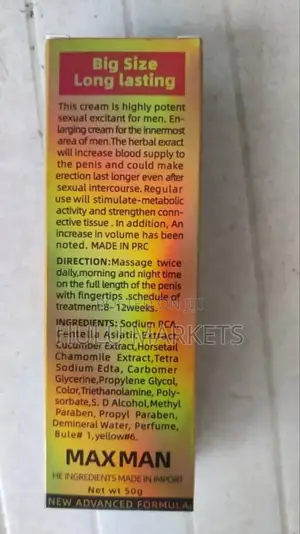 Big Size
Long lasting
This cream is highly potent
sexual excitant for men. En-
larging cream for the innermost
area of men.The herbal exract
will increase blood supply to
the penis and could make
erection last longer even after
sexual intercourse. Regular
use will stimulate-metabolic
activity and strengthen conn-
ective tissue . In addition, An
increase in volume has been
noted. MADE IN PRC
DIRECTION:Massage twice
daily,morning and night time
on the full length of the penis
with fingertips .schedule of
treatment:8- 12weeks.
INGREDIENTS: Sodium PCA,
Asiatic Extract,
MARKETS
Cucumber Extract,Horsetail
Chamomile Extract,Tetra
Sodium Edta, Carbomer
Glycerine,Propylene Glycol,
Color,Triethanolamine, Poly-
sorbate,S. D Alcohol,Methyl
Paraben, Propyl Paraben,
Demineral Water, Perfume,
Bule# 1,yellow#6.
MAXMAN
HE INGREDIENTS MADE IN IMPORT
Net wt 50g
NEW ADVANCED FORMULA